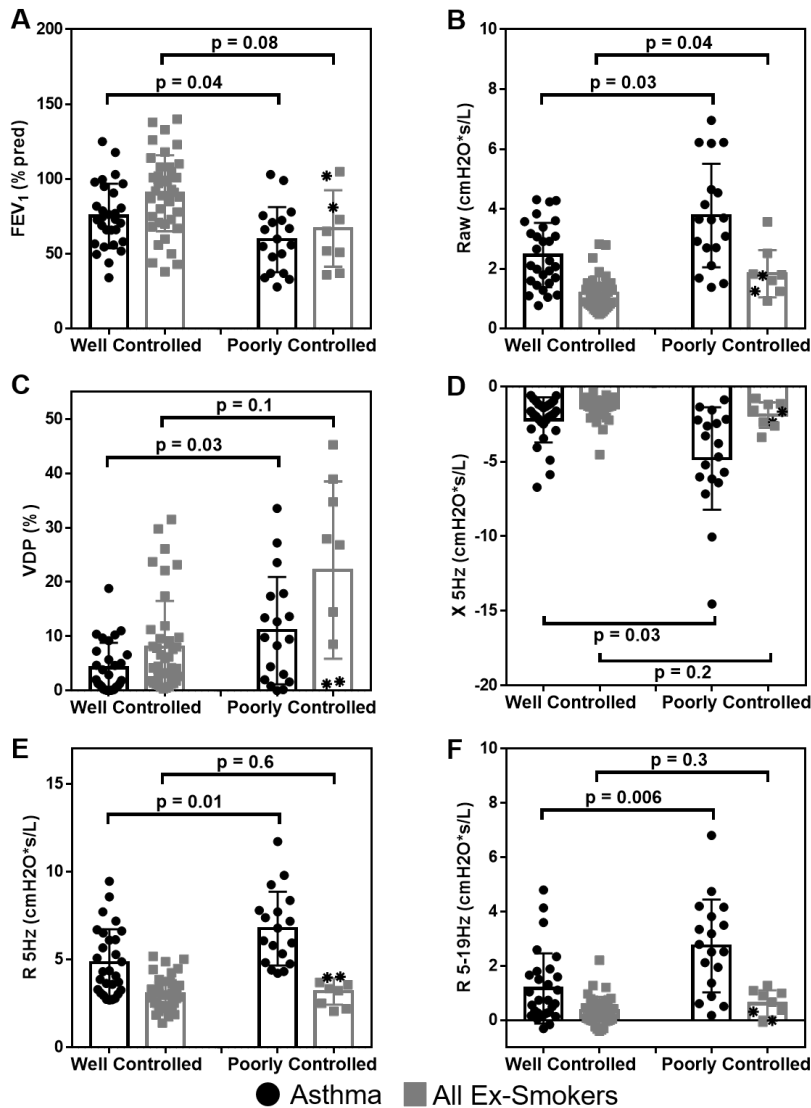 A
FEV1 (% pred)
200
150
100
50
0
p = 0.08
p = 0.04
Well Controlled Poorly Controlled
B
Raw (cmH2O*s/L)
10
8
6
4
2
0
p = 0.04
p = 0.03
Well Controlled Poorly Controlled
C
VDP (%)
50
40
30
20
10
0
p = 0.1
p = 0.03
Well Controlled Poorly Controlled
D
X 5Hz (cmH2O*s/L)
0
-5
-10
-15
-20
p = 0.03
p = 0.2
Well Controlled Poorly Controlled
E
R 5Hz (cmH2O*s/L)
15
10
5
0
p = 0.6
p = 0.01
Well Controlled Poorly Controlled
F
R 5-19Hz (cmH2O*s/L)
10
8
6
4
2
0
p = 0.3
p = 0.006
Well Controlled Poorly Controlled
Asthma All Ex-Smokers